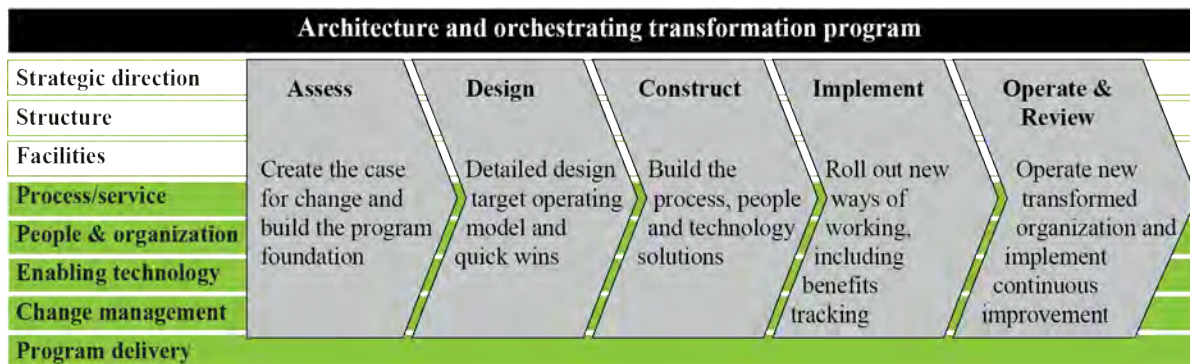 Architecture and orchestrating transformation program
Strategic direction
Structure
Facilities
Process/service
People & organization
Enabling technology
Change management
Program delivery
Assess
Create the case
for change and
build the program
foundation
Design
Detailed design
target operating
model and
quick wins
Construct
Build the
process, people
and technology
solutions
Implement
Roll out new
ways of
working,
including
benefits
tracking
Operate &
Review
Operate new
transformed
organization and
implement
continuous
improvement